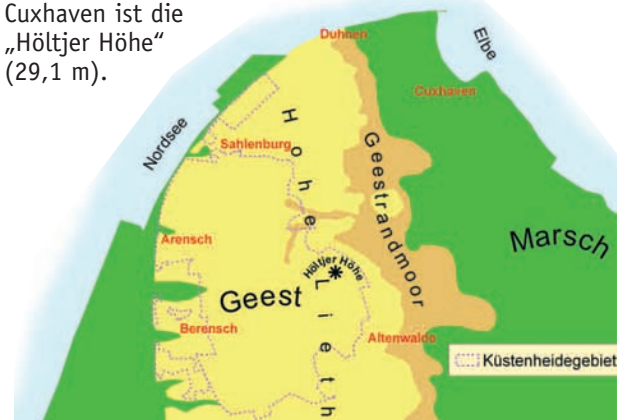 Cuxhaven ist die
„Höltjer Höhe“
(29,1 m).
Duhnen
Elbe
Cuxhaven
Nordsee
Sahlenburg
Hohe Lieth
Geestrandmoor
Marsch
Arensch
Höltjer Höhe
Geest
Berensch
Altenwalde
Küstenheidegebiet